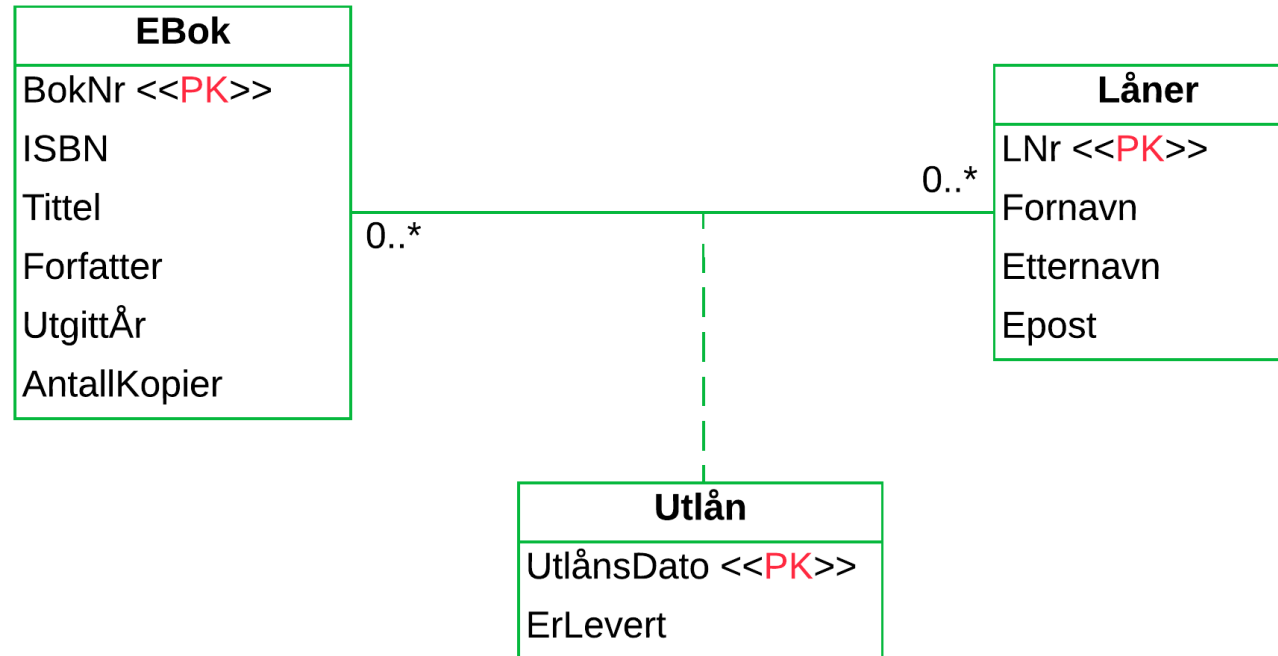 EBok
BokNr <<PK>>
ISBN
Tittel
Forfatter
UtgittÅr
AntallKopier
0..*
0..*
Låner
LNr <<PK>>
Fornavn
Etternavn
Epost
Utlån
UtlånsDato <<PK>>
ErLevert